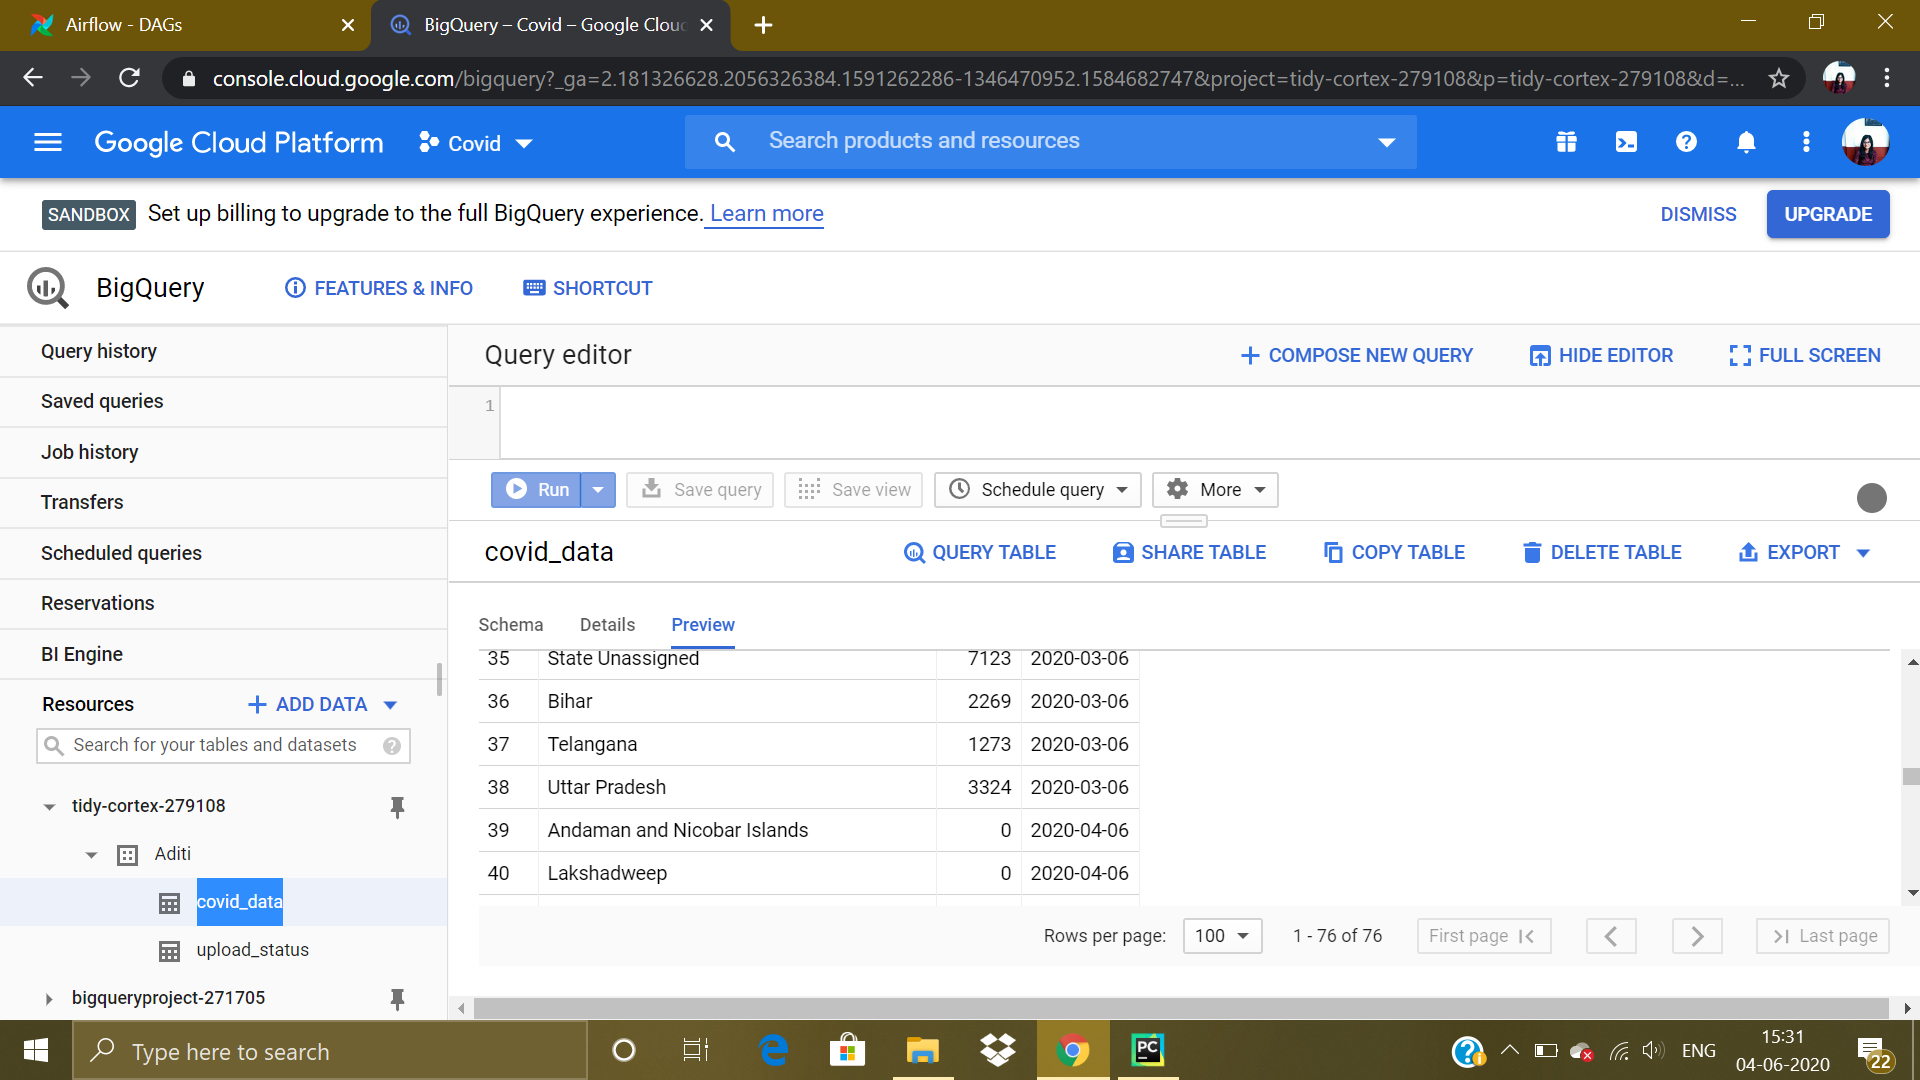 Airflow - DAGs
BigQuery – Covid – Google Clou
console.cloud.google.com/bigquery?_ga=2.181326628.2056326384.1591262286-1346470952.1584682747&project=tidy-cortex-279108&p=tidy-cortex-279108&d=...
Google Cloud Platform
Covid
Search products and resources
SANDBOX Set up billing to upgrade to the full BigQuery experience. Learn more
DISMISS
UPGRADE
BigQuery
FEATURES & INFO
SHORTCUT
Query history
Saved queries
Job history
Transfers
Scheduled queries
Reservations
BI Engine
Resources
ADD DATA
Search for your tables and datasets
tidy-cortex-279108
Aditi
covid_data
upload_status
bigqueryproject-271705
Query editor
COMPOSE NEW QUERY
HIDE EDITOR
FULL SCREEN
1
Run
Save query
Save view
Schedule query
More
covid_data
QUERY TABLE
SHARE TABLE
COPY TABLE
DELETE TABLE
EXPORT
Schema Details Preview
35 State Unassigned 7123 2020-03-06
36 Bihar 2269 2020-03-06
37 Telangana 1273 2020-03-06
38 Uttar Pradesh 3324 2020-03-06
39 Andaman and Nicobar Islands 0 2020-04-06
40 Lakshadweep 0 2020-04-06
Rows per page: 100 1 - 76 of 76 First page Last page
Type here to search
PC
ENG
15:31
04-06-2020
22